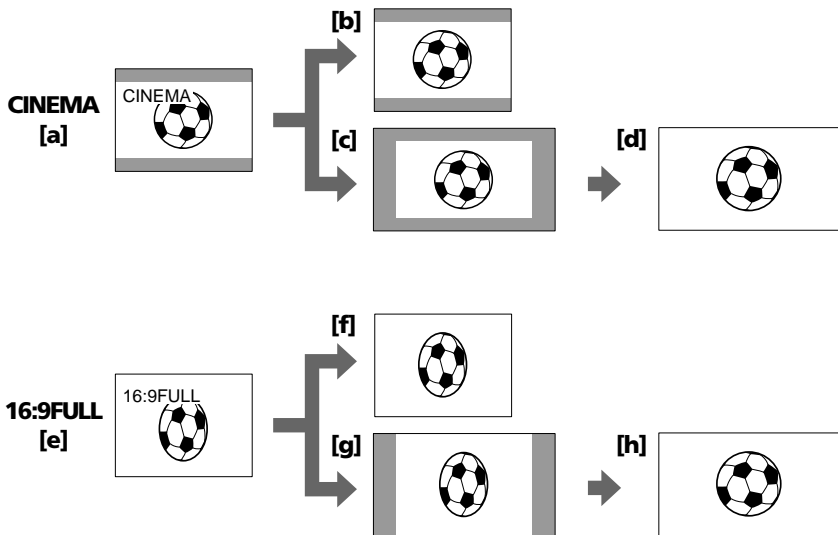 [b]
CINEMA
CINEMA
[a]
[c]
[d]
[f]
16:9FULL
16:9FULL
[e]
[g]
[h]